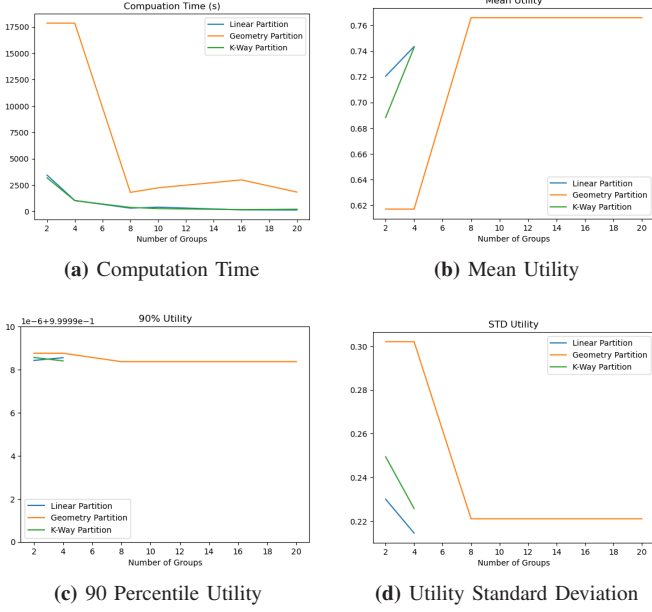 Compuation Time (s)
17500
15000
12500
10000
7500
5000
2500
0
Linear Partition
Geometry Partition
K-Way Partition
2 4 6 8 10 12 14 16 18 20
Number of Groups
(a) Computation Time
Mean Utility
0.76
0.74
0.72
0.70
0.68
0.66
0.64
0.62
Linear Partition
Geometry Partition
K-Way Partition
2 4 6 8 10 12 14 16 18 20
Number of Groups
(b) Mean Utility
90% Utility
1e-6+9.9999e-1
10
8
6
4
2
0
Linear Partition
Geometry Partition
K-Way Partition
2 4 6 8 10 12 14 16 18 20
Number of Groups
(c) 90 Percentile Utility
STD Utility
0.30
0.28
0.26
0.24
0.22
Linear Partition
Geometry Partition
K-Way Partition
2 4 6 8 10 12 14 16 18 20
Number of Groups
(d) Utility Standard Deviation